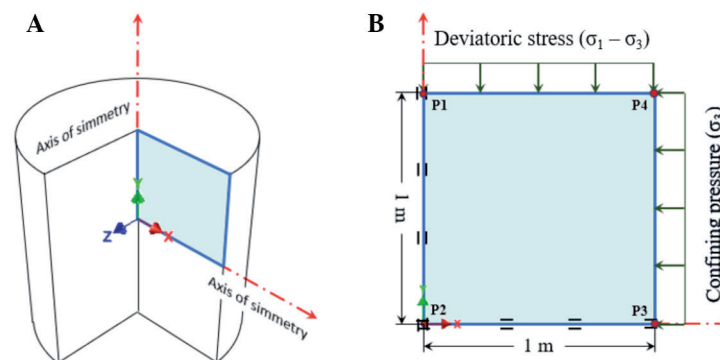 A
Axis of simmetry
Y
Z
X
Axis of simmetry
B
Deviatoric stress (σ1 – σ3)
P1
P4
1 m
Confining pressure (σ3)
Y
P2
X
P3
1 m